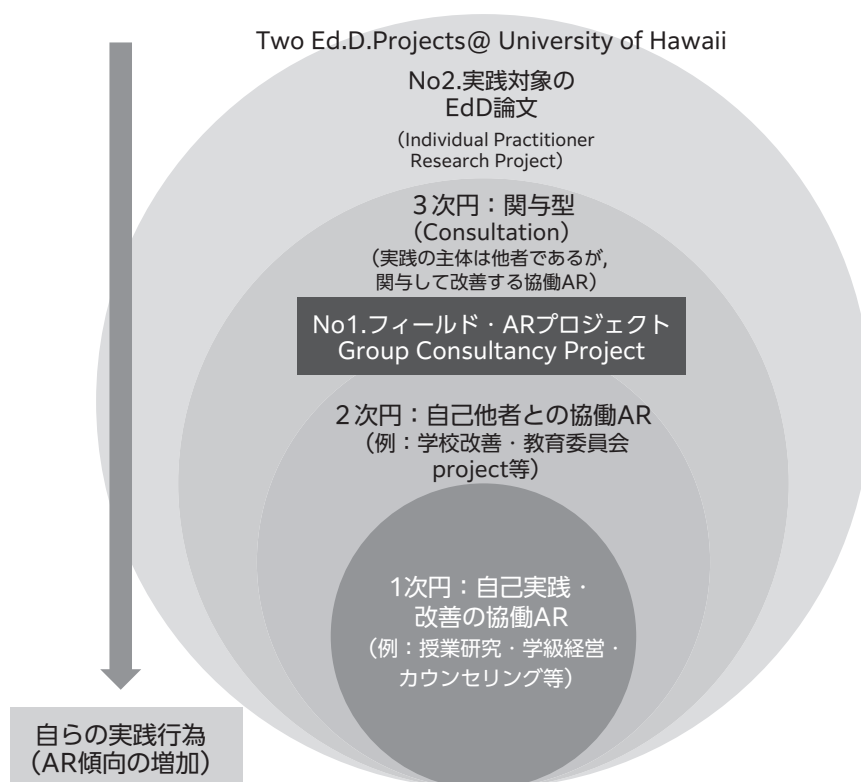 Two Ed.D.Projects@ University of Hawaii
No2.実践対象の
EdD論文
（Individual Practitioner
Research Project）
３次円：関与型
（Consultation）
（実践の主体は他者であるが，
関与して改善する協働AR）
No1.フィールド・ARプロジェクト
Group Consultancy Project
２次円：自己他者との協働AR
（例：学校改善・教育委員会
project等）
1次円：自己実践・
改善の協働AR
（例：授業研究・学級経営・
カウンセリング等）
自らの実践行為
（AR傾向の増加）